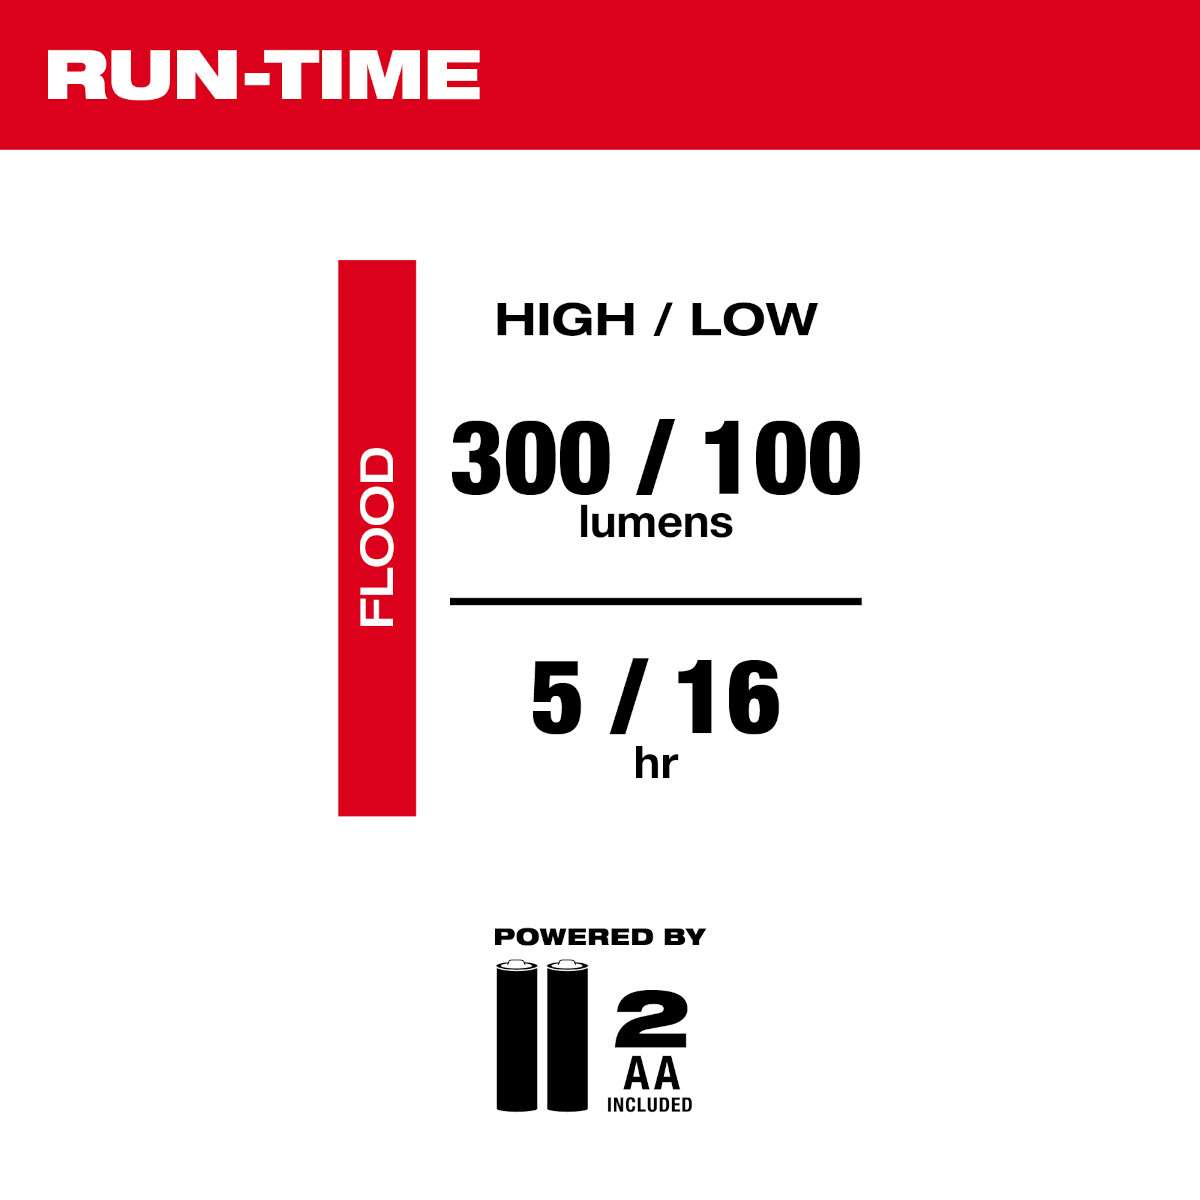 RUN-TIME
HIGH / LOW
FLOOD
300 / 100
lumens
5 / 16
hr
POWERED BY
2
AA
INCLUDED